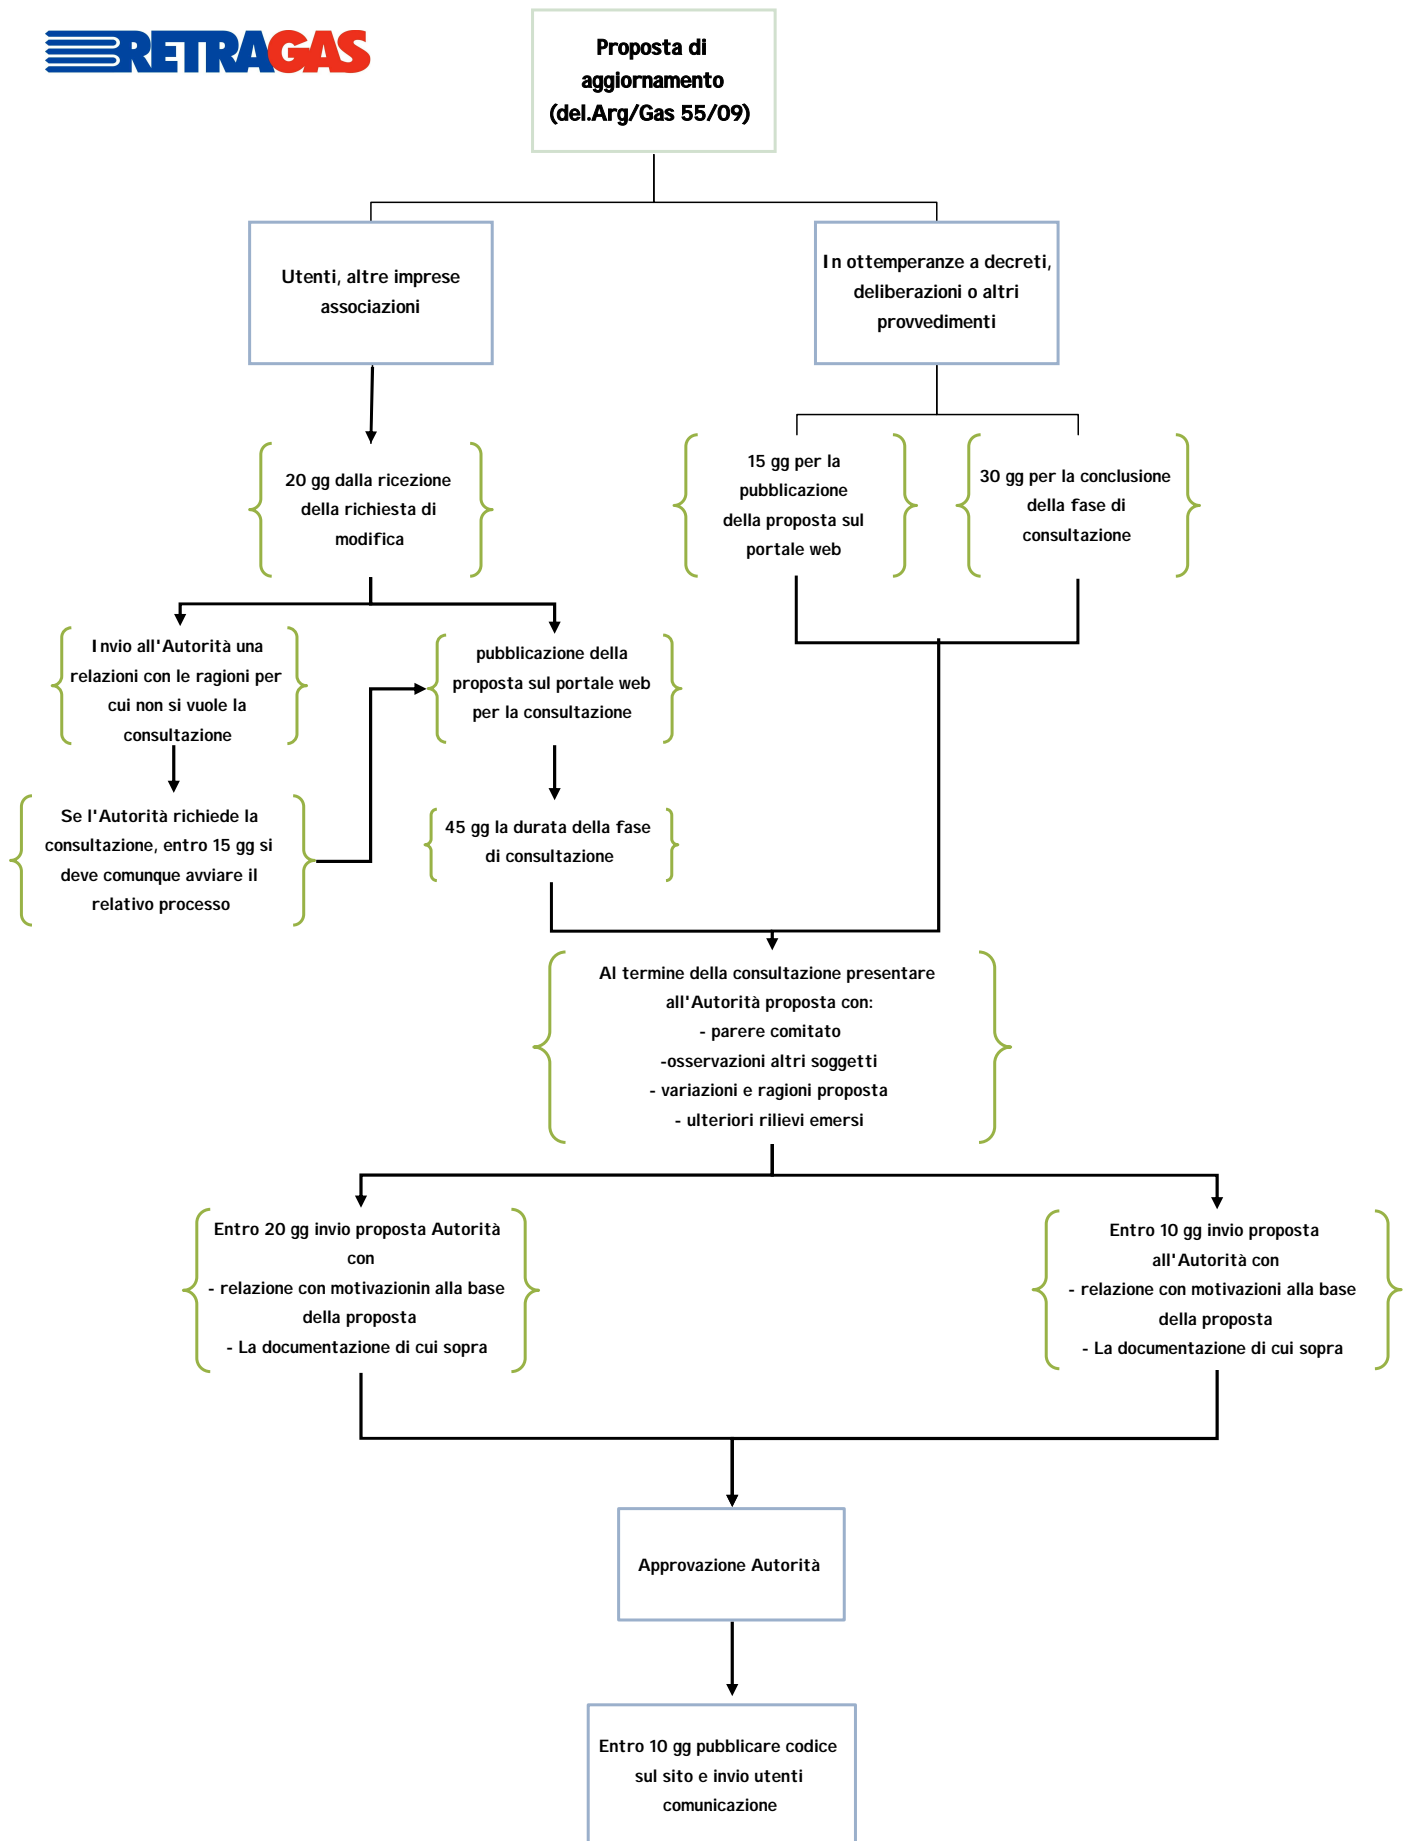 RETRAGAS
Proposta di
aggiornamento
(del.Arg/Gas 55/09)
Utenti, altre imprese
associazioni
In ottemperanze a decreti,
deliberazioni o altri
provvedimenti
20 gg dalla ricezione
della richiesta di
modifica
15 gg per la
pubblicazione
della proposta sul
portale web
30 gg per la conclusione
della fase di
consultazione
Invio all'Autorità una
relazioni con le ragioni per
cui non si vuole la
consultazione
pubblicazione della
proposta sul portale web
per la consultazione
Se l'Autorità richiede la
consultazione, entro 15 gg si
deve comunque avviare il
relativo processo
45 gg la durata della fase
di consultazione
Al termine della consultazione presentare
all'Autorità proposta con:
- parere comitato
-osservazioni altri soggetti
- variazioni e ragioni proposta
- ulteriori rilievi emersi
Entro 20 gg invio proposta Autorità
con
- relazione con motivazionin alla base
della proposta
- La documentazione di cui sopra
Entro 10 gg invio proposta
all'Autorità con
- relazione con motivazioni alla base
della proposta
- La documentazione di cui sopra
Approvazione Autorità
Entro 10 gg pubblicare codice
sul sito e invio utenti
comunicazione